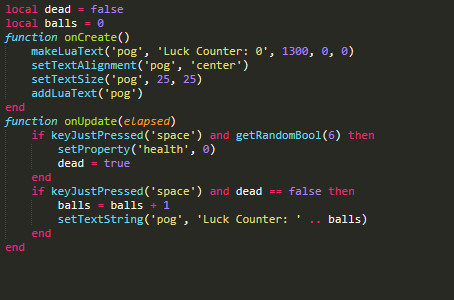 local dead = false
local balls = 0
function onCreate()
    makeLuaText('pog', 'Luck Counter: 0', 1300, 0, 0)
    setTextAlignment('pog', 'center')
    setTextSize('pog', 25, 25)
    addLuaText('pog')
end
function onUpdate(elapsed)
    if keyJustPressed('space') and getRandomBool(6) then
        setProperty('health', 0)
        dead = true
    end
    if keyJustPressed('space') and dead == false then
        balls = balls + 1
        setTextString('pog', 'Luck Counter: ' .. balls)
    end
end